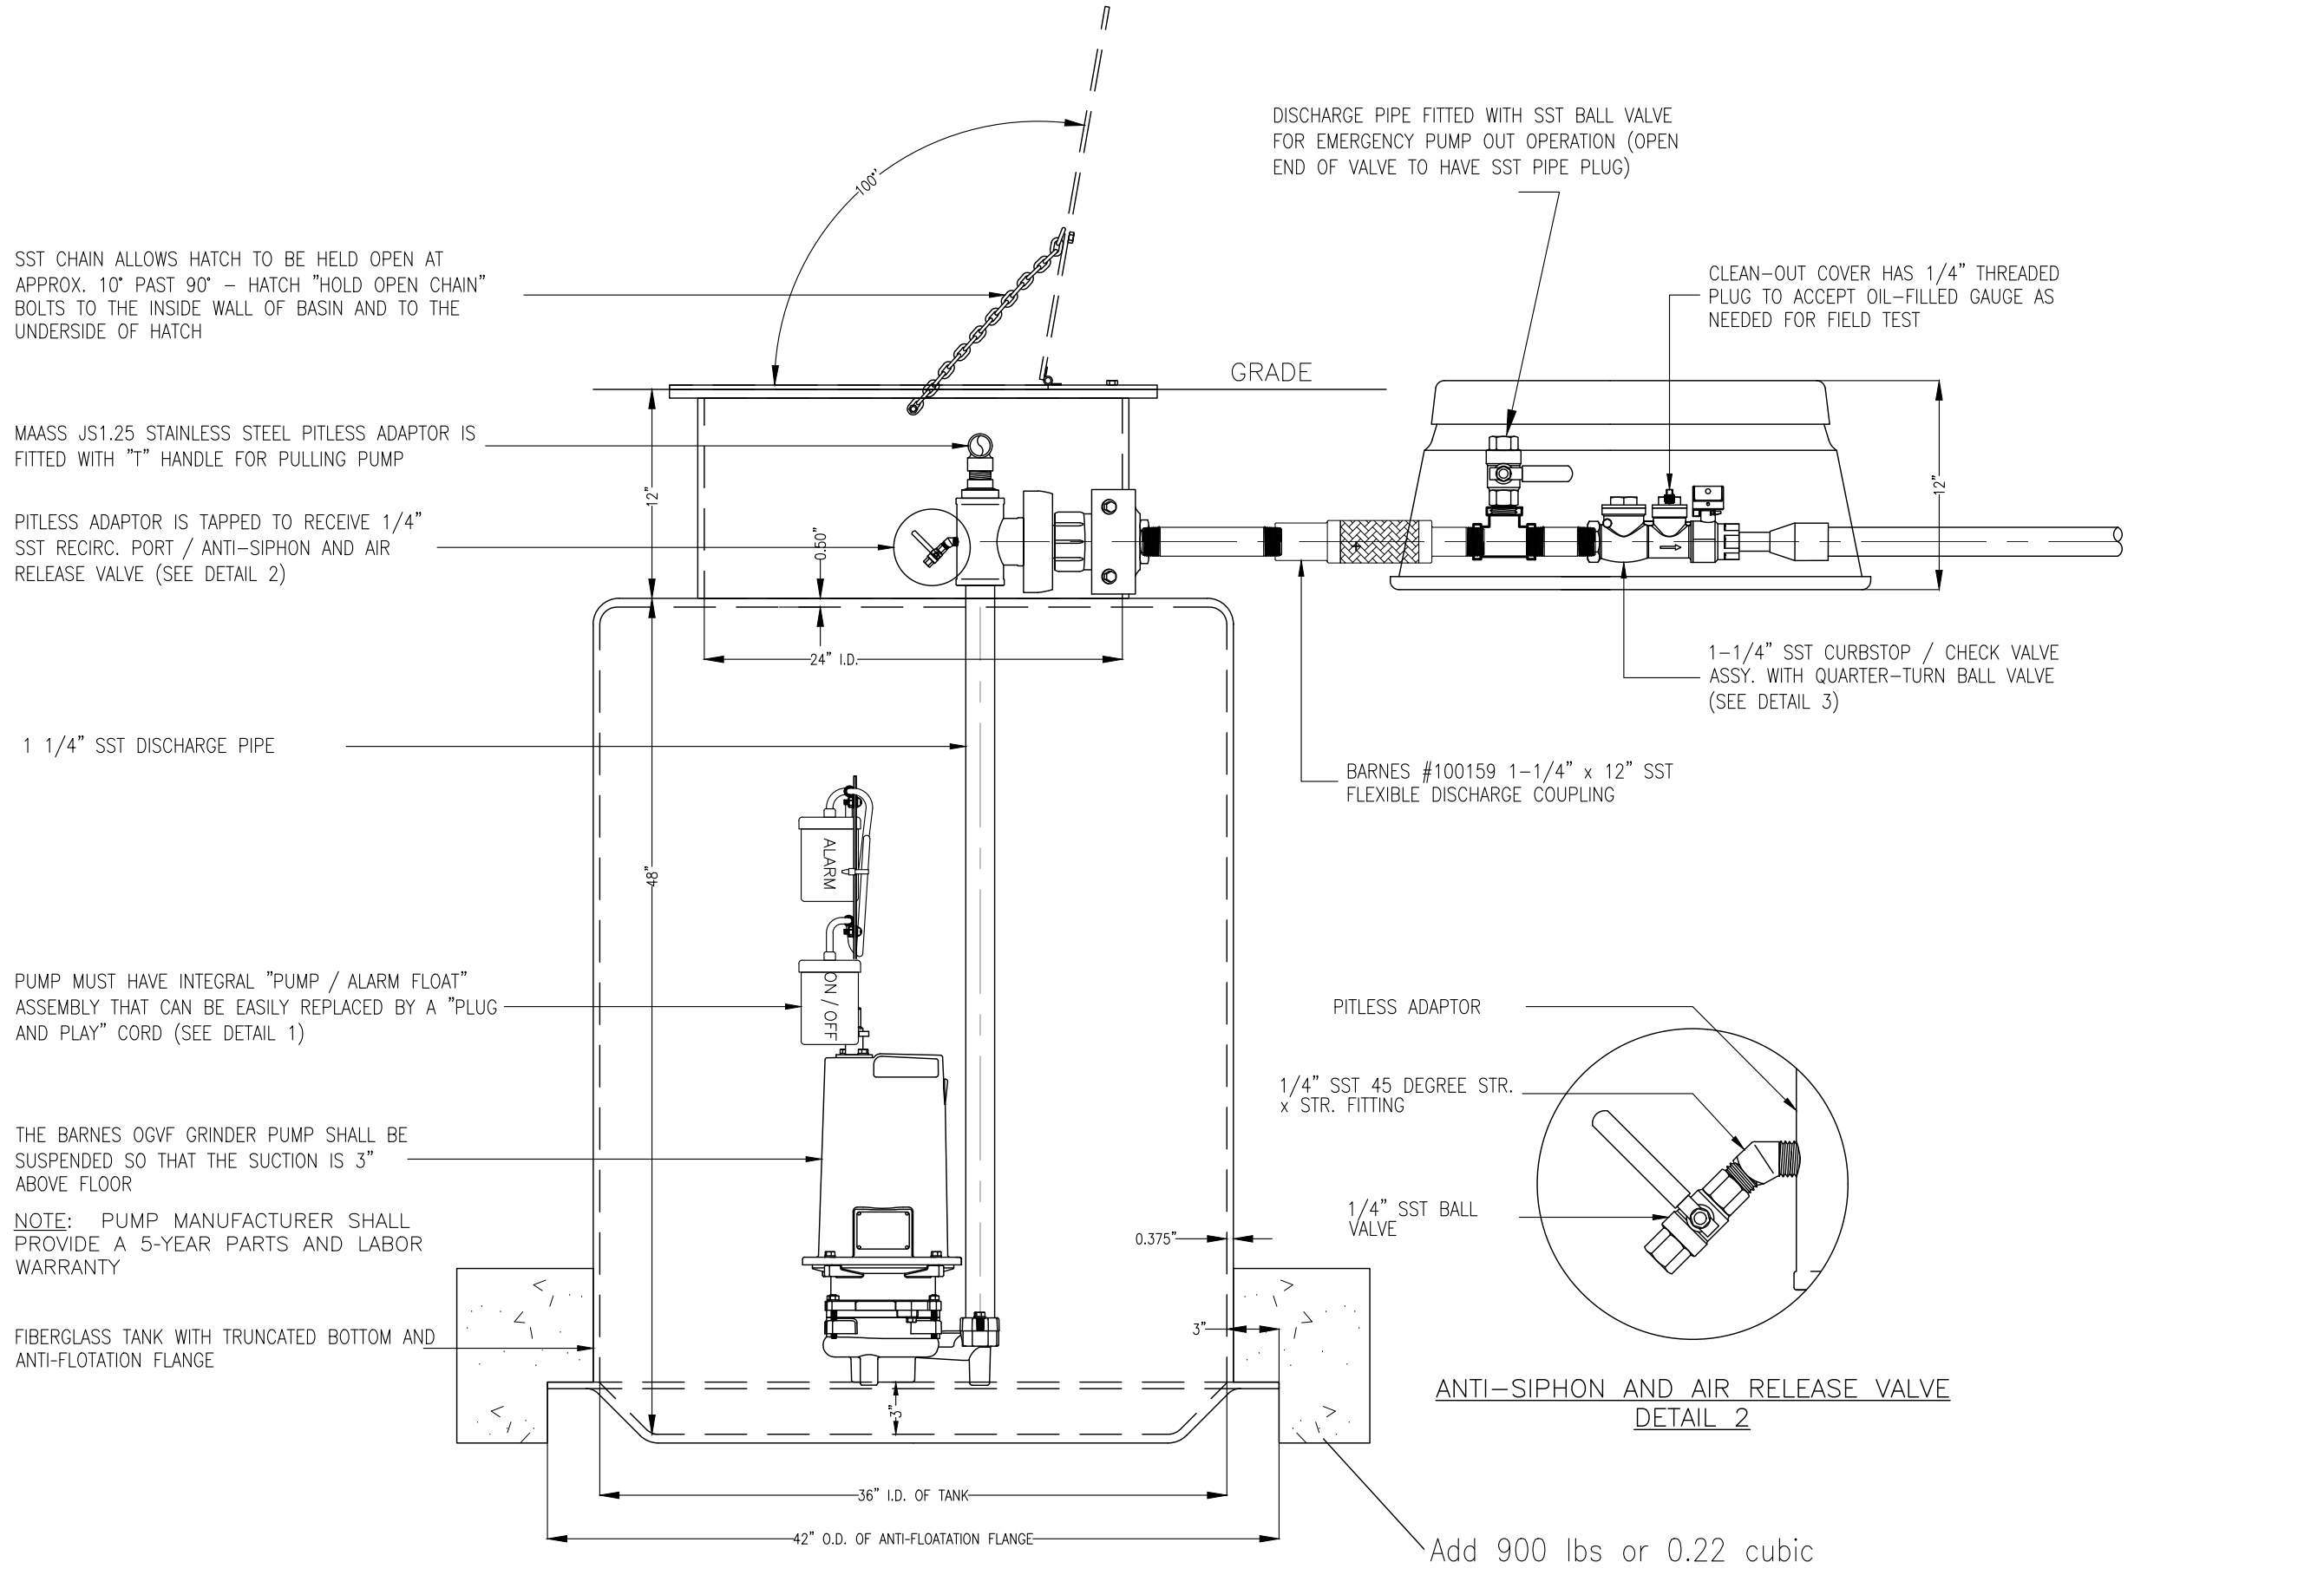 DISCHARGE PIPE FITTED WITH SST BALL VALVE
FOR EMERGENCY PUMP OUT OPERATION (OPEN
END OF VALVE TO HAVE SST PIPE PLUG)
100°
SST CHAIN ALLOWS HATCH TO BE HELD OPEN AT
APPROX. 10° PAST 90° – HATCH "HOLD OPEN CHAIN"
BOLTS TO THE INSIDE WALL OF BASIN AND TO THE
UNDERSIDE OF HATCH
CLEAN–OUT COVER HAS 1/4" THREADED
PLUG TO ACCEPT OIL–FILLED GAUGE AS
NEEDED FOR FIELD TEST
GRADE
MAASS JS1.25 STAINLESS STEEL PITLESS ADAPTOR IS
FITTED WITH "T" HANDLE FOR PULLING PUMP
12"
12"
PITLESS ADAPTOR IS TAPPED TO RECEIVE 1/4"
SST RECIRC. PORT / ANTI–SIPHON AND AIR
RELEASE VALVE (SEE DETAIL 2)
0.50"
24" I.D.
1–1/4" SST CURBSTOP / CHECK VALVE
ASSY. WITH QUARTER–TURN BALL VALVE
(SEE DETAIL 3)
1 1/4" SST DISCHARGE PIPE
BARNES #100159 1–1/4" x 12" SST
FLEXIBLE DISCHARGE COUPLING
ALARM
48"
PUMP MUST HAVE INTEGRAL "PUMP / ALARM FLOAT"
ASSEMBLY THAT CAN BE EASILY REPLACED BY A "PLUG
AND PLAY" CORD (SEE DETAIL 1)
ON / OFF
PITLESS ADAPTOR
1/4" SST 45 DEGREE STR.
x STR. FITTING
THE BARNES OGVF GRINDER PUMP SHALL BE
SUSPENDED SO THAT THE SUCTION IS 3"
ABOVE FLOOR
NOTE: PUMP MANUFACTURER SHALL
PROVIDE A 5-YEAR PARTS AND LABOR
WARRANTY
1/4" SST BALL
VALVE
0.375"
3"
FIBERGLASS TANK WITH TRUNCATED BOTTOM AND
ANTI-FLOTATION FLANGE
3"
ANTI–SIPHON AND AIR RELEASE VALVE
DETAIL 2
36" I.D. OF TANK
42" O.D. OF ANTI-FLOATATION FLANGE
Add 900 lbs or 0.22 cubic